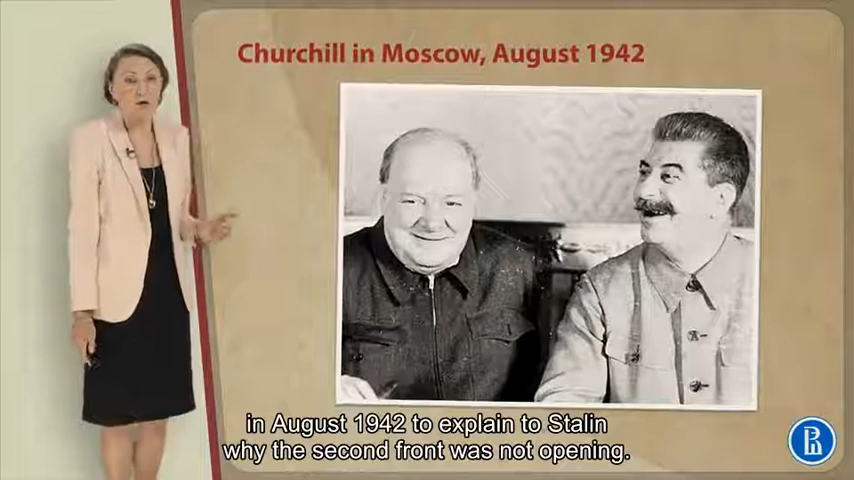 Churchill in Moscow, August 1942
in August 1942 to explain to Stalin
why the second front was not opening.